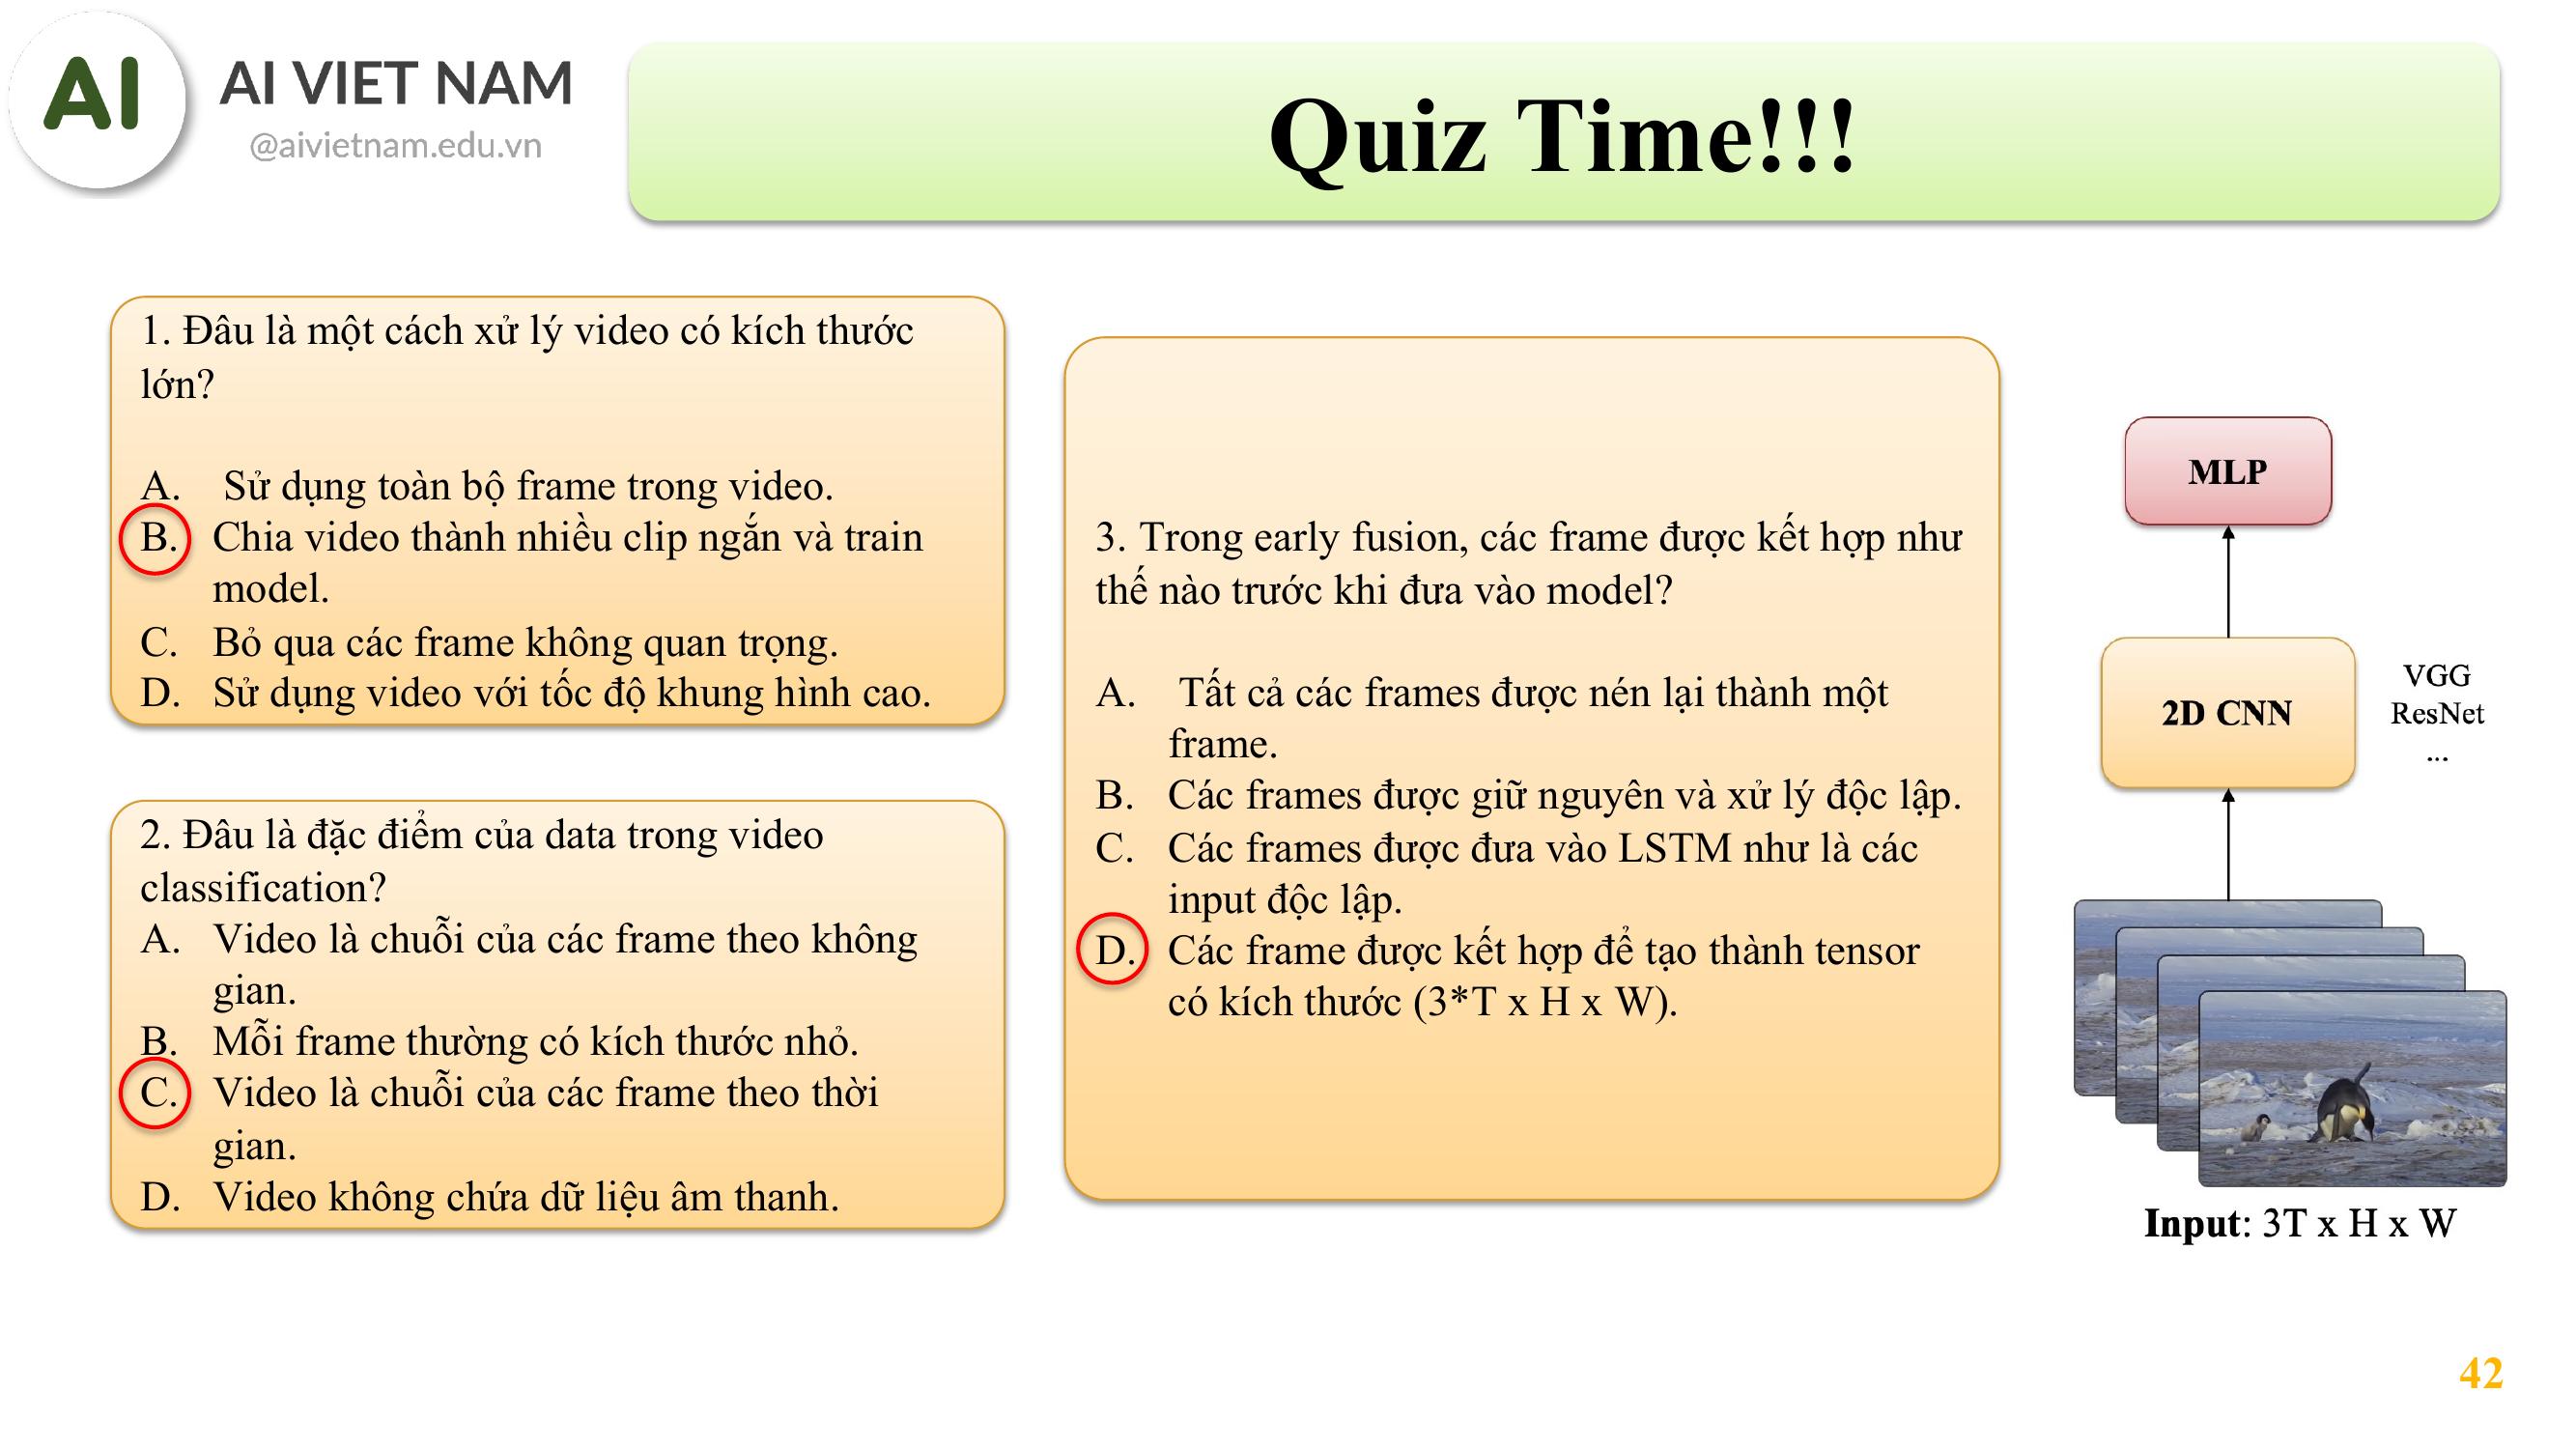 AI
AI VIET NAM
@aivietnam.edu.vn
Quiz Time!!!
1. Đâu là một cách xử lý video có kích thước
lớn?
A. Sử dụng toàn bộ frame trong video.
B. Chia video thành nhiều clip ngắn và train
model.
C. Bỏ qua các frame không quan trọng.
D. Sử dụng video với tốc độ khung hình cao.
2. Đâu là đặc điểm của data trong video
classification?
A. Video là chuỗi của các frame theo không
gian.
B. Mỗi frame thường có kích thước nhỏ.
C. Video là chuỗi của các frame theo thời
gian.
D. Video không chứa dữ liệu âm thanh.
3. Trong early fusion, các frame được kết hợp như
thế nào trước khi đưa vào model?
A. Tất cả các frames được nén lại thành một
frame.
B. Các frames được giữ nguyên và xử lý độc lập.
C. Các frames được đưa vào LSTM như là các
input độc lập.
D. Các frame được kết hợp để tạo thành tensor
có kích thước (3*T x H x W).
MLP
2D CNN
VGG
ResNet
...
Input: 3T x H x W
42